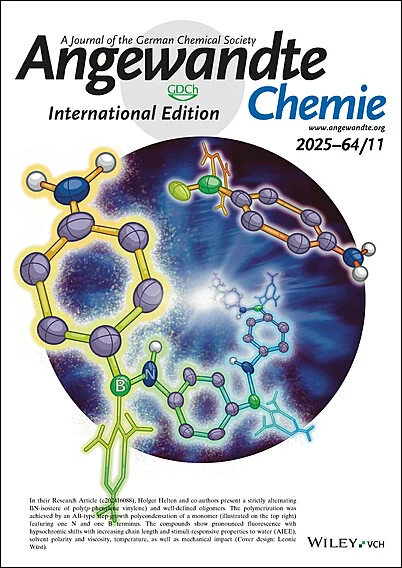 A Journal of the German Chemical Society
Angewandte
GDCh
International Edition
Chemie
www.angewandte.org
2025–64/11
B
N
In their Research Article (e202416088), Holger Helten and co-authors present a strictly alternating
BN-isostere of poly(p-phenylene vinylene) and well-defined oligomers. The polymerization was
achieved by an AB-type step-growth polycondensation of a monomer (illustrated on the top right)
featuring one N and one B terminus. The compounds show pronounced fluorescence with
hypsochromic shifts with increasing chain length and stimuli-responsive properties to water (AIEE),
solvent polarity and viscosity, temperature, as well as mechanical impact (Cover design: Leonie
Wüst).
WILEY VCH